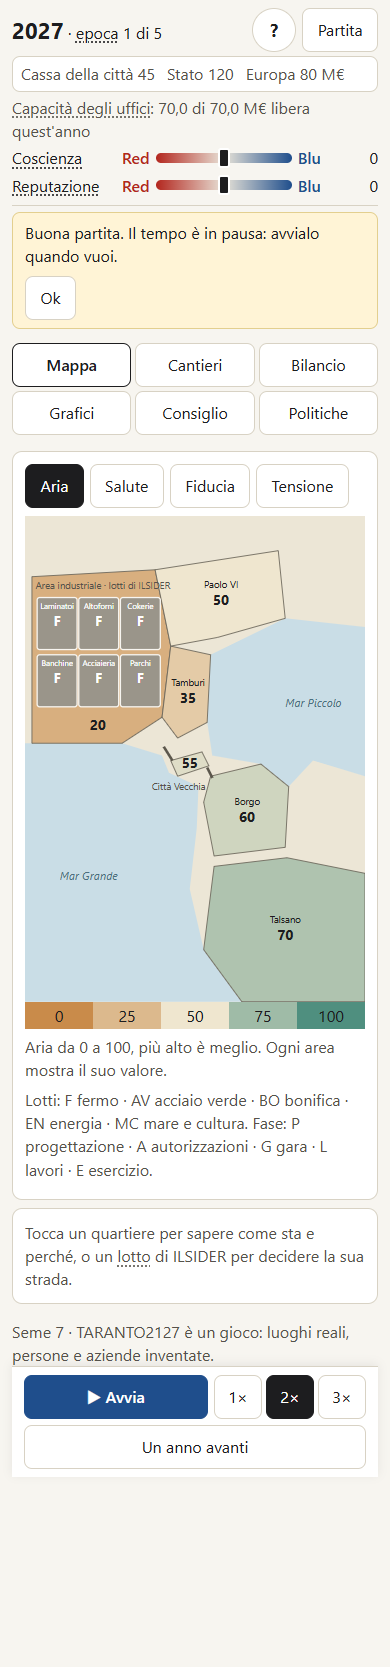 2027 · epoca 1 di 5
?
Partita
Cassa della città 45 Stato 120 Europa 80 M€
Capacità degli uffici: 70,0 di 70,0 M€ libera
quest'anno
Coscienza Red Blu 0
Reputazione Red Blu 0
Buona partita. Il tempo è in pausa: avvialo
quando vuoi.
Ok
Mappa Cantieri Bilancio
Grafici Consiglio Politiche
Aria Salute Fiducia Tensione
Area industriale · lotti di ILSIDER
Laminatoi Altoforni Cokerie
F F F
Banchine Acciaieria Parchi
F F F
20
Paolo VI
50
Tamburi
35
Mar Piccolo
55
Città Vecchia
Borgo
60
Mar Grande
Talsano
70
0 25 50 75 100
Aria da 0 a 100, più alto è meglio. Ogni area
mostra il suo valore.
Lotti: F fermo · AV acciaio verde · BO bonifica ·
EN energia · MC mare e cultura. Fase: P
progettazione · A autorizzazioni · G gara · L
lavori · E esercizio.
Tocca un quartiere per sapere come sta e
perché, o un lotto di ILSIDER per decidere la sua
strada.
Seme 7 · TARANTO2127 è un gioco: luoghi reali,
persone e aziende inventate.
▶ Avvia 1× 2× 3×
Un anno avanti